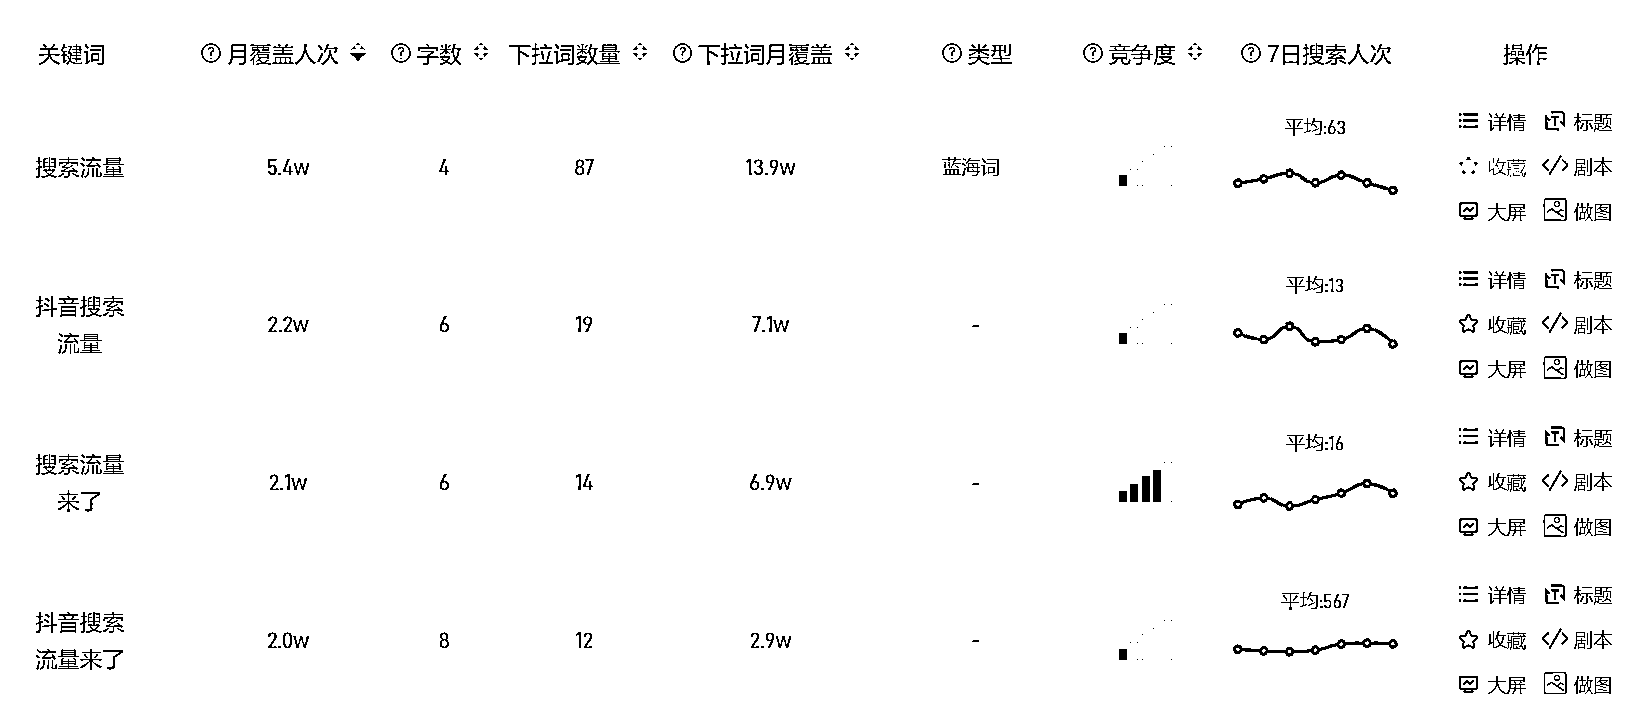 关键词 月覆盖人次 字数 下拉词数量 下拉词月覆盖 类型 竞争度 7日搜索人次 操作
搜索流量 5.4w 4 87 13.9w 蓝海词 平均:63
详情 标题
收藏 剧本
大屏 做图
抖音搜索
流量
2.2w 6 19 7.1w - 平均:13
详情 标题
收藏 剧本
大屏 做图
搜索流量
来了
2.1w 6 14 6.9w - 平均:16
详情 标题
收藏 剧本
大屏 做图
抖音搜索
流量来了
2.0w 8 12 2.9w - 平均:567
详情 标题
收藏 剧本
大屏 做图